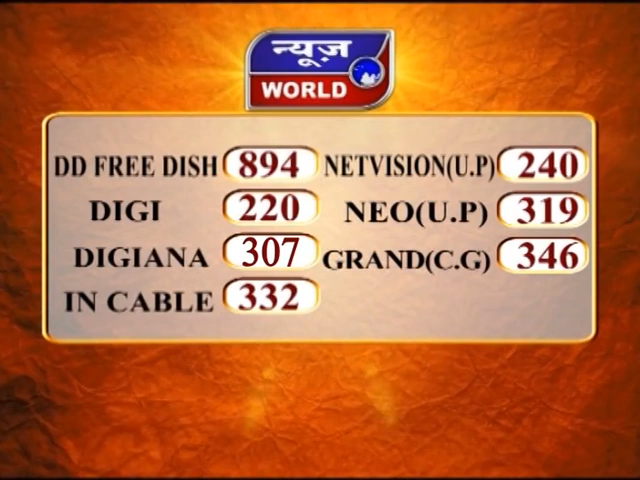 न्यूज़
WORLD
DD FREE DISH 894 NETVISION(U.P) 240
DIGI 220 NEO(U.P) 319
DIGIANA 307 GRAND(C.G) 346
IN CABLE 332